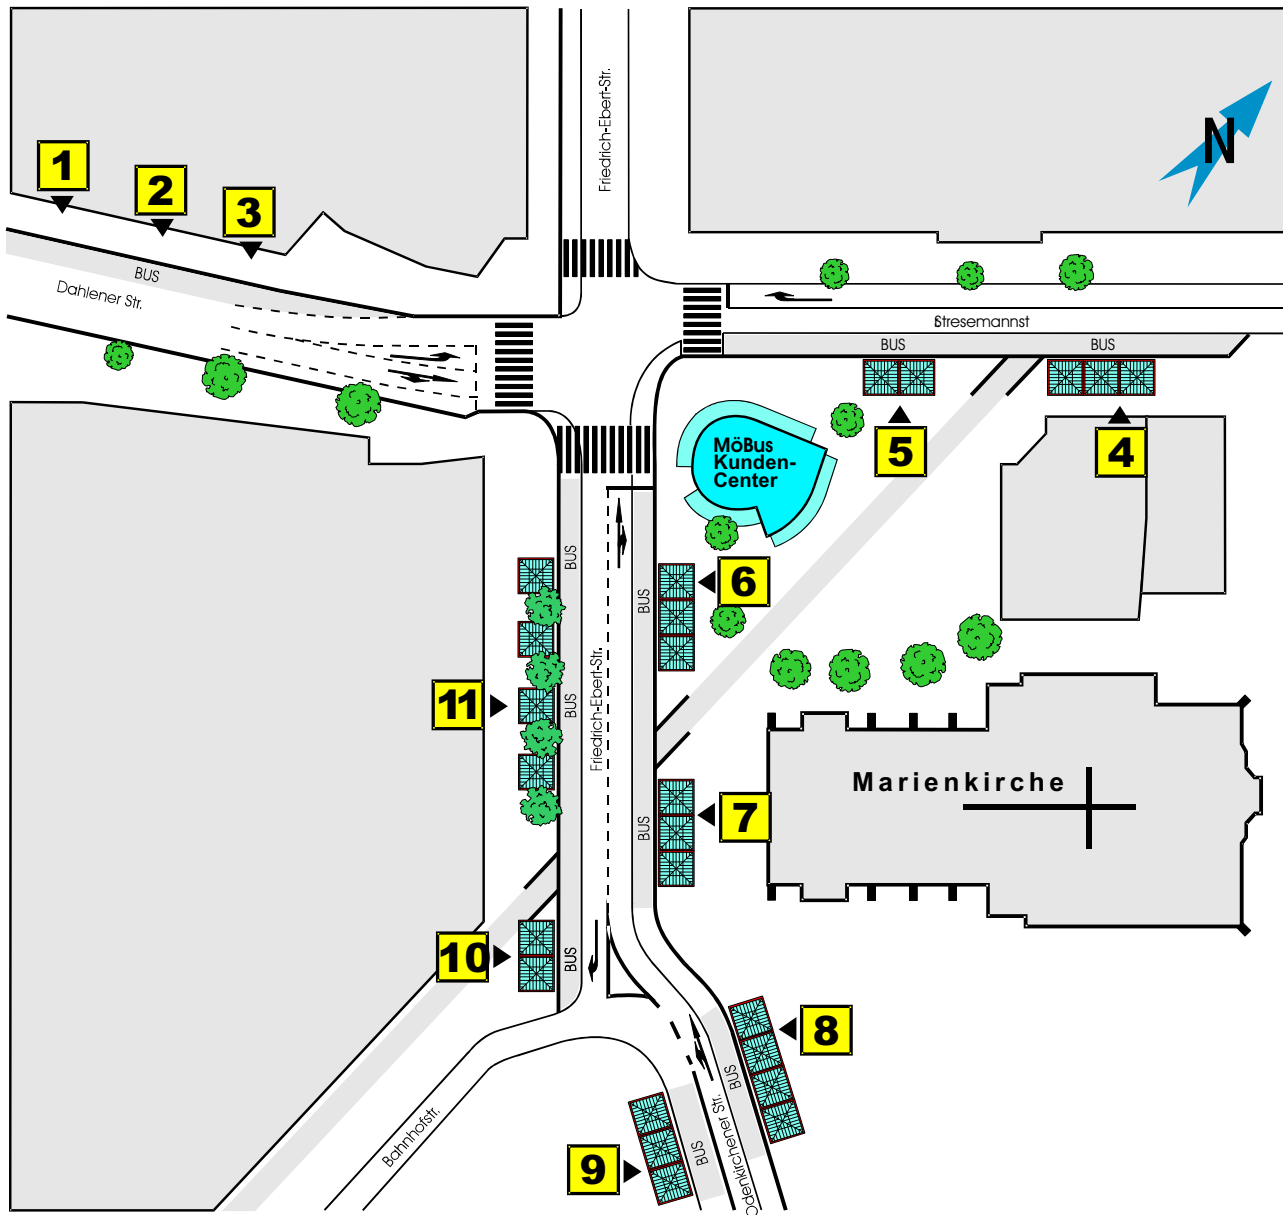 Friedrich-Ebert-Str.
N
1
2
3
BUS
Dahlener Str.
Stresemannst
BUS
BUS
5
4
MöBus
Kunden-
Center
BUS
BUS
6
Friedrich-Ebert-Str.
11
BUS
Marienkirche
7
BUS
10
BUS
8
BUS
Odenkirchener Str.
Bahnhofstr.
BUS
9